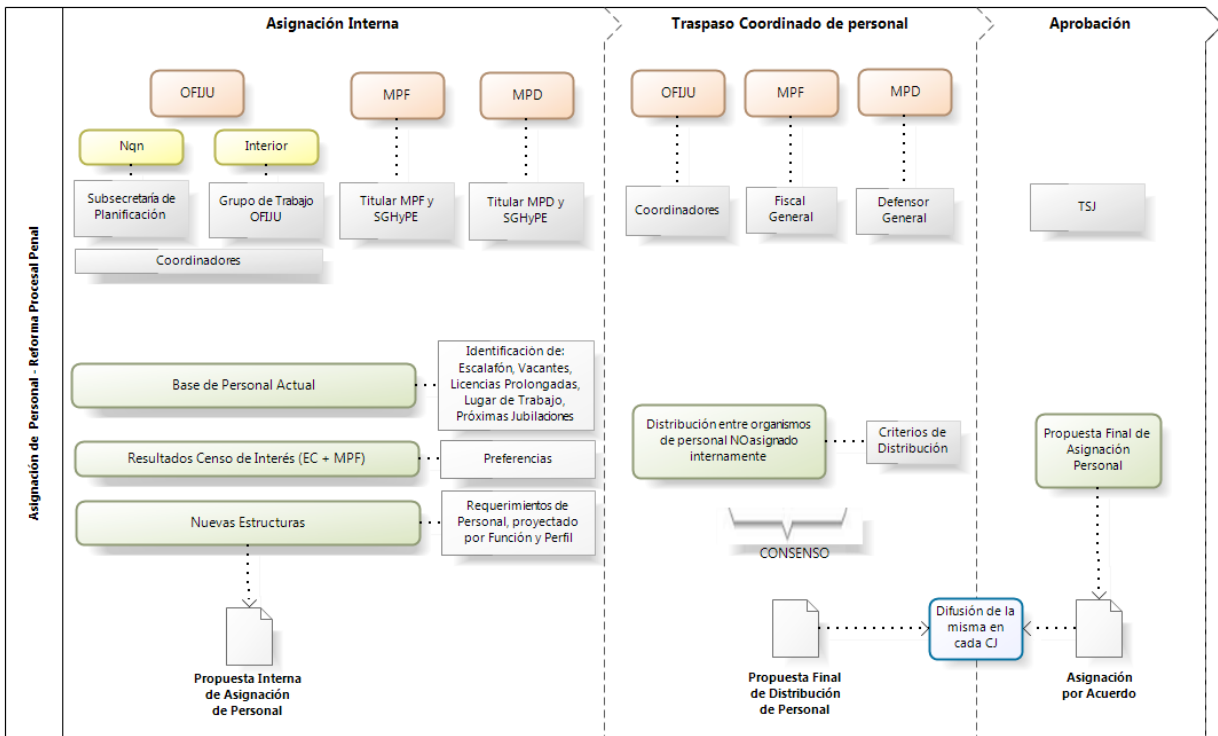 Asignación de Personal - Reforma Procesal Penal
Asignación Interna
Traspaso Coordinado de personal
Aprobación
OFIJU
MPF
MPD
Nqn
Interior
Subsecretaría de
Planificación
Grupo de Trabajo
OFIJU
Titular MPF y
SGHyPE
Titular MPD y
SGHyPE
Coordinadores
OFIJU
MPF
MPD
Coordinadores
Fiscal
General
Defensor
General
TSJ
Base de Personal Actual
Identificación de:
Escalafón, Vacantes,
Licencias Prolongadas,
Lugar de Trabajo,
Próximas Jubilaciones
Resultados Censo de Interés (EC + MPF)
Preferencias
Nuevas Estructuras
Requerimientos de
Personal, proyectado
por Función y Perfil
Propuesta Interna
de Asignación
de Personal
Distribución entre organismos
de personal NOasignado
internamente
Criterios de
Distribución
CONSENSO
Propuesta Final
de Distribución
de Personal
Difusión de la
misma en
cada CJ
Propuesta Final de
Asignación
Personal
Asignación
por Acuerdo